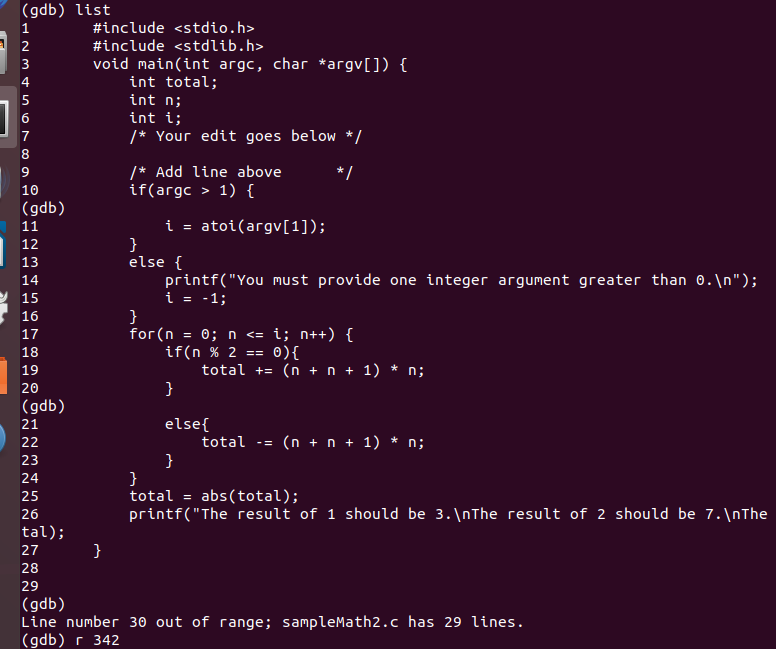 (gdb) list
1       #include <stdio.h>
2       #include <stdlib.h>
3       void main(int argc, char *argv[]) {
4           int total;
5           int n;
6           int i;
7           /* Your edit goes below */
8
9           /* Add line above      */
10          if(argc > 1) {
(gdb)
11              i = atoi(argv[1]);
12          }
13          else {
14              printf("You must provide one integer argument greater than 0.\n");
15              i = -1;
16          }
17          for(n = 0; n <= i; n++) {
18              if(n % 2 == 0){
19                  total += (n + n + 1) * n;
20              }
(gdb)
21              else{
22                  total -= (n + n + 1) * n;
23              }
24          }
25          total = abs(total);
26          printf("The result of 1 should be 3.\nThe result of 2 should be 7.\nThe
tal);
27      }
28
29
(gdb)
Line number 30 out of range; sampleMath2.c has 29 lines.
(gdb) r 342